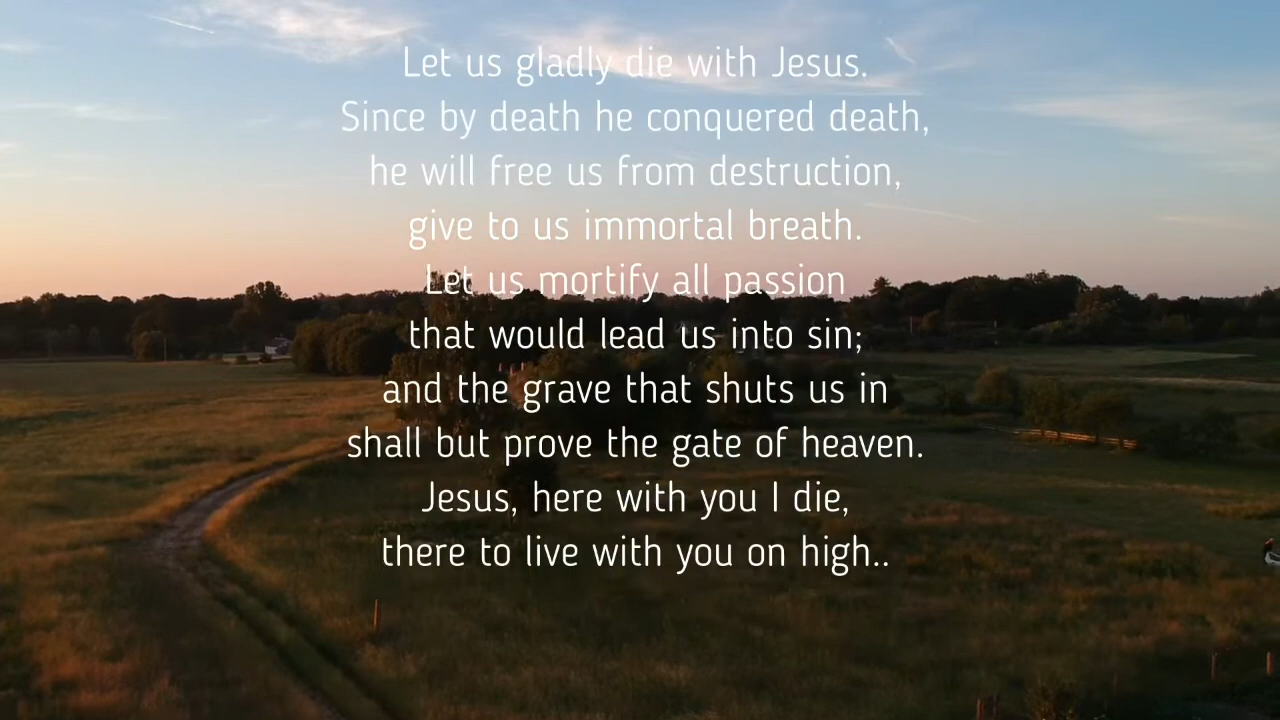 Let us gladly die with Jesus.
Since by death he conquered death,
he will free us from destruction,
give to us immortal breath.
Let us mortify all passion
that would lead us into sin;
and the grave that shuts us in
shall but prove the gate of heaven.
Jesus, here with you I die,
there to live with you on high..